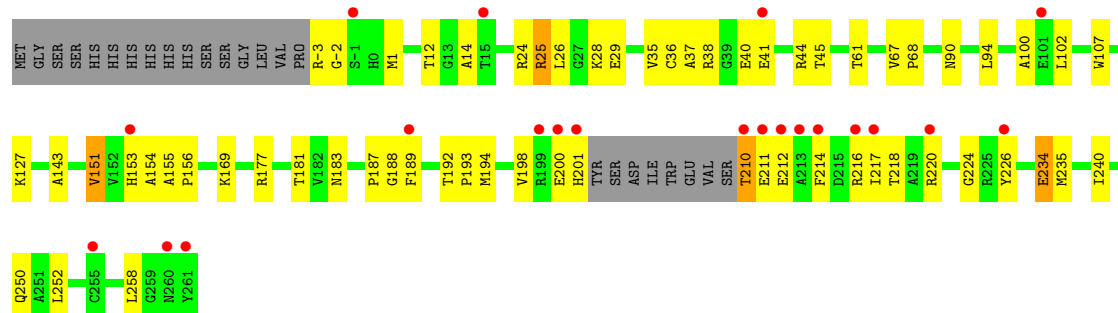 MET GLY SER SER HIS HIS HIS HIS HIS HIS SER SER GLY LEU VAL PRO R-3 G-2 S-1 H0 M1 T12 G13 A14 T15 R24 R25 L26 G27 K28 E29 V35 C36 A37 R38 G39 E40 E41 R44 T45 T61 V67 P68 N90 L94 A100 E101 L102 W107
K127 A143 V151 V152 H153 A154 A155 P156 K169 R177 T181 V182 N183 P187 G188 F189 T192 P193 M194 V198 R199 E200 H201 TYR SER ASP ILE TRP GLU VAL SER T210 E211 E212 A213 F214 D215 R216 I217 T218 A219 R220 G224 R225 Y226 E234 M235 I240
Q250 A251 L252 C255 L258 G259 N260 Y261